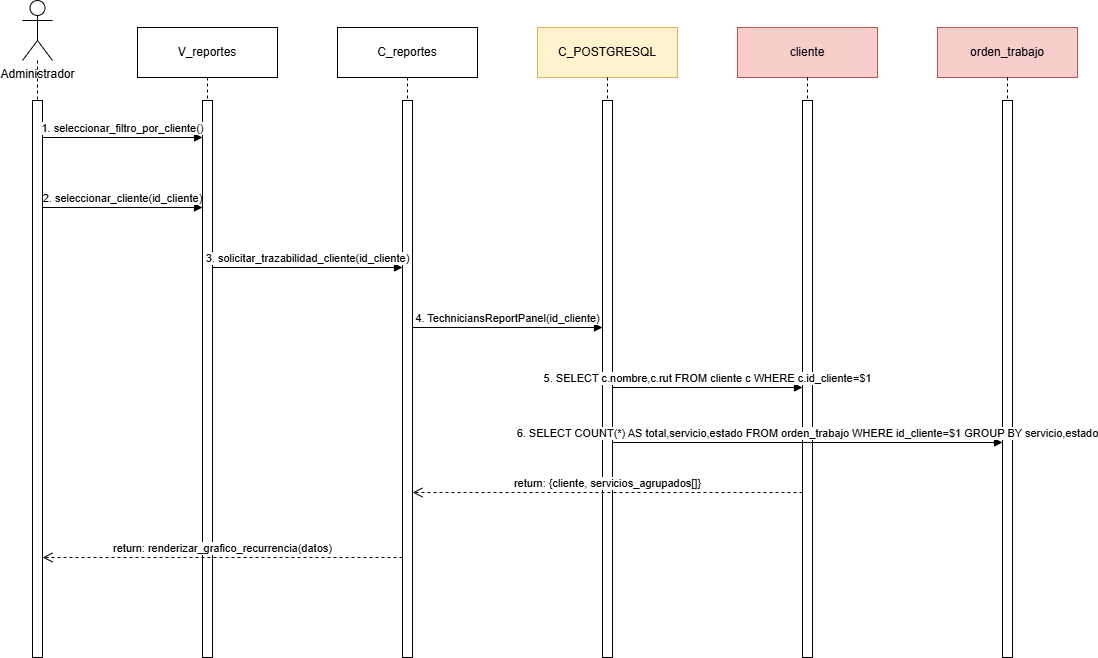 V_reportes
C_reportes
C_POSTGRESQL
cliente
orden_trabajo
Administrador
1. seleccionar_filtro_por_cliente()
2. seleccionar_cliente(id_cliente)
3. solicitar_trazabilidad_cliente(id_cliente)
4. TechniciansReportPanel(id_cliente)
5. SELECT c.nombre,c.rut FROM cliente c WHERE c.id_cliente=$1
6. SELECT COUNT(*) AS total,servicio,estado FROM orden_trabajo WHERE id_cliente=$1 GROUP BY servicio,estado
return: {cliente, servicios_agrupados[]}
return: renderizar_grafico_recurrencia(datos)